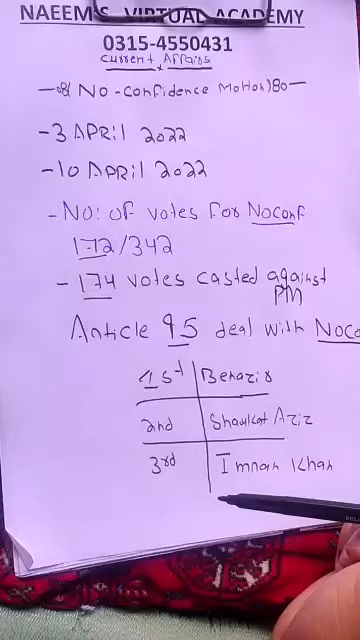 NAEEM'S VIRTUAL ACADEMY
0315-4550431
Current Affairs
(No-Confidence Motion)
- 3 APRIL 2022
- 10 APRIL 2022
- NO: OF votes FOR Noconf
172/342
- 174 votes casted against
PM
Article 95 deal with Noco
1st Benazir
2nd Shaukat Aziz
3rd Imran Khan